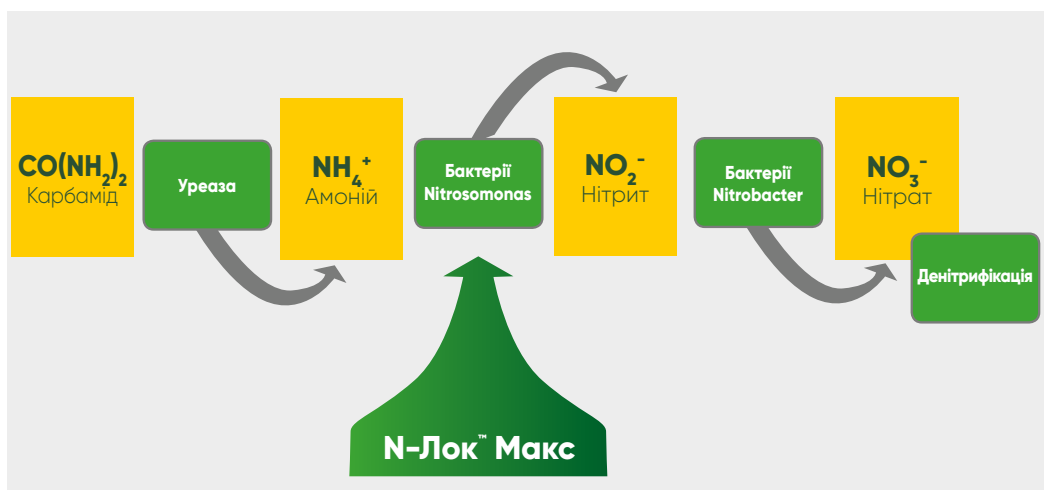 CO(NH₂)₂
Карбамід
Уреаза
NH₄⁺
Амоній
Бактерії
Nitrosomonas
NO₂⁻
Нітрит
Бактерії
Nitrobacter
NO₃⁻
Нітрат
Денітрифікація
N-Лок™ Макс